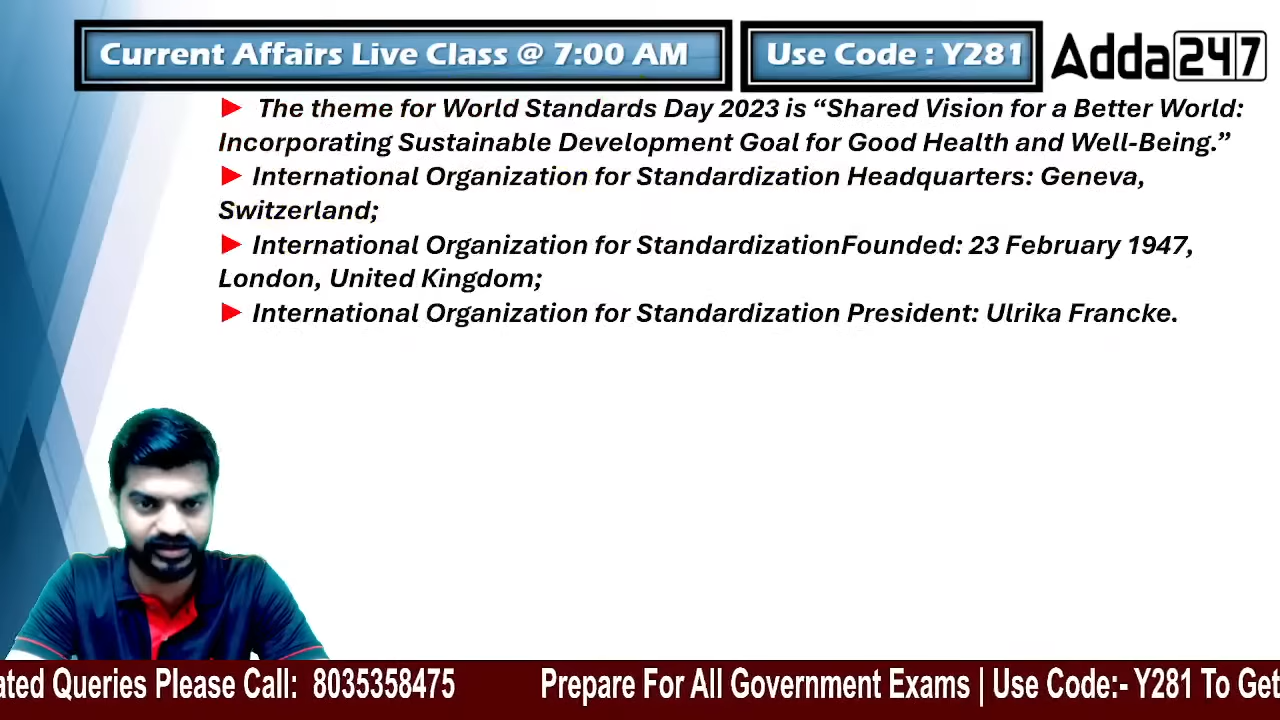 Current Affairs Live Class @ 7:00 AM
Use Code : Y281
Adda247
► The theme for World Standards Day 2023 is “Shared Vision for a Better World:
Incorporating Sustainable Development Goal for Good Health and Well-Being.”
► International Organization for Standardization Headquarters: Geneva,
Switzerland;
► International Organization for StandardizationFounded: 23 February 1947,
London, United Kingdom;
► International Organization for Standardization President: Ulrika Francke.
ated Queries Please Call: 8035358475 Prepare For All Government Exams | Use Code:- Y281 To Get